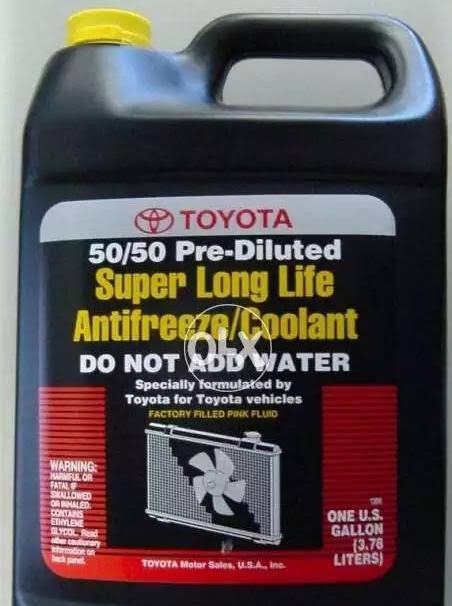 TOYOTA
50/50 Pre-Diluted
Super Long Life
Antifreeze/Coolant
OLX
DO NOT ADD WATER
Specially formulated by
Toyota for Toyota vehicles
FACTORY FILLED PINK FLUID
WARNING:
HARMFUL OR
FATAL IF
SWALLOWED
OR INHALED.
CONTAINS
ETHYLENE
GLYCOL. Read
other cautionary
information on
back panel.
ONE U.S.
GALLON
(3.78
LITERS)
TOYOTA Motor Sales, U.S.A., Inc.